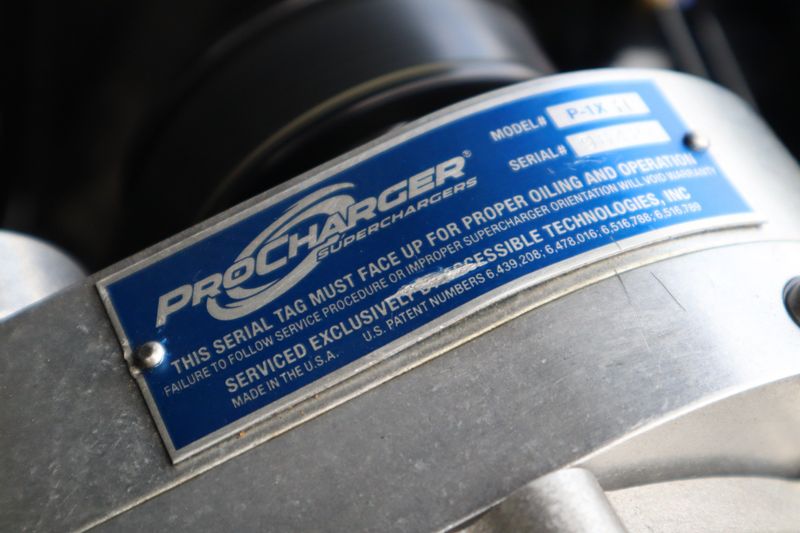 PROCHARGER®
SUPERCHARGERS
MODEL# P-1X
SERIAL#
THIS SERIAL TAG MUST FACE UP FOR PROPER OILING AND OPERATION
FAILURE TO FOLLOW SERVICE PROCEDURE OR IMPROPER SUPERCHARGER ORIENTATION WILL VOID WARRANTY
SERVICED EXCLUSIVELY BY ACCESSIBLE TECHNOLOGIES, INC
MADE IN THE U.S.A. U.S. PATENT NUMBERS 6,439,208; 6,478,016; 6,516,788; 6,516,789